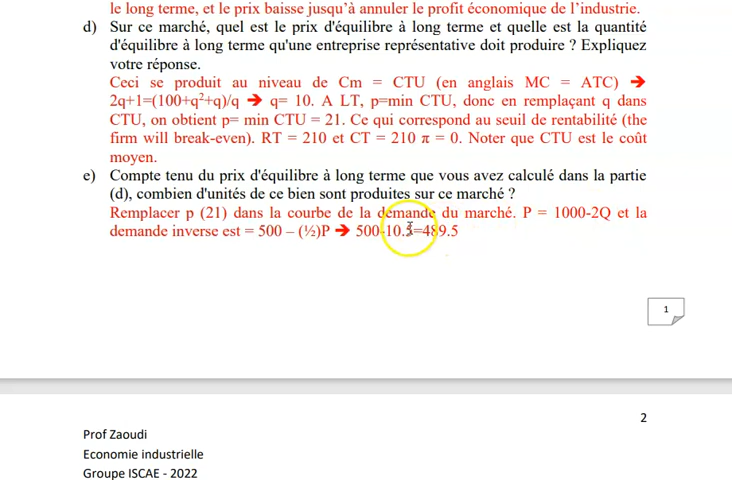 le long terme, et le prix baisse jusqu'à annuler le profit économique de l'industrie.
d) Sur ce marché, quel est le prix d'équilibre à long terme et quelle est la quantité
d'équilibre à long terme qu'une entreprise représentative doit produire ? Expliquez
votre réponse.
Ceci se produit au niveau de Cm = CTU (en anglais MC = ATC) ➔
2q+1=(100+q²+q)/q ➔ q= 10. A LT, p=min CTU, donc en remplaçant q dans
CTU, on obtient p= min CTU = 21. Ce qui correspond au seuil de rentabilité (the
firm will break-even). RT = 210 et CT = 210 π = 0. Noter que CTU est le coût
moyen.
e) Compte tenu du prix d'équilibre à long terme que vous avez calculé dans la partie
(d), combien d'unités de ce bien sont produites sur ce marché ?
Remplacer p (21) dans la courbe de la demande du marché. P = 1000-2Q et la
demande inverse est = 500 – (½)P ➔ 500-10.5=489.5
1
2
Prof Zaoudi
Economie industrielle
Groupe ISCAE - 2022